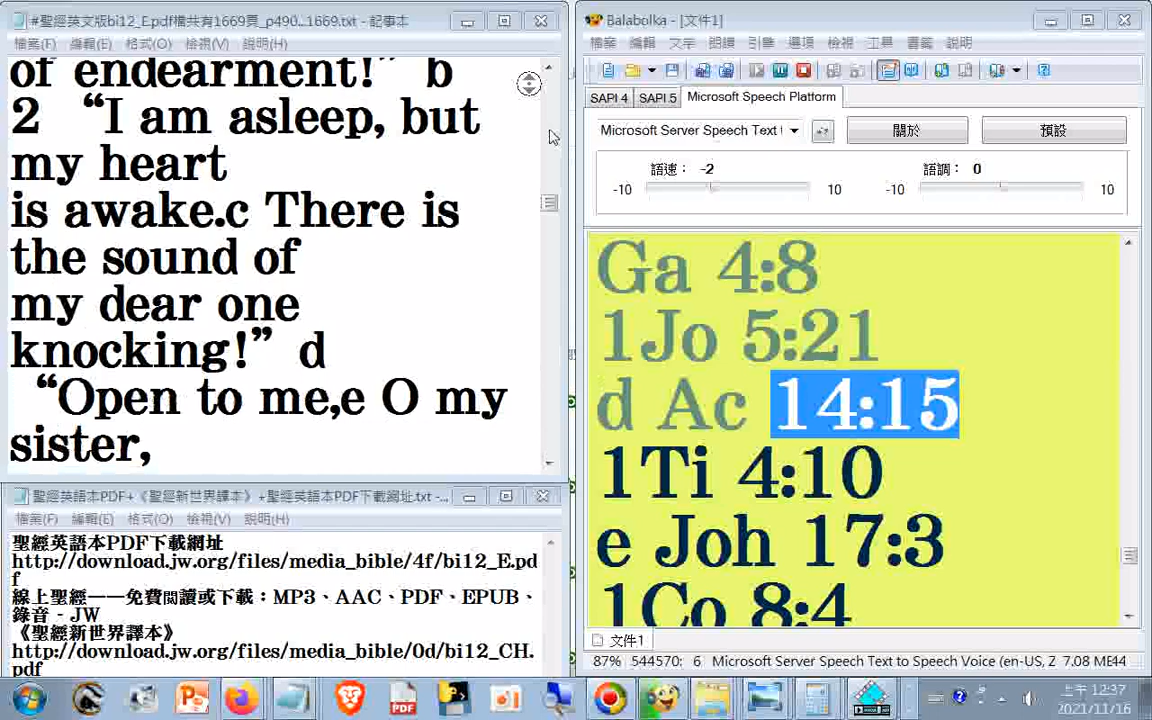 #聖經英文版bi12_E.pdf檔共有1669頁_p490...1669.txt - 記事本
檔案(F) 編輯(E) 格式(O) 檢視(V) 說明(H)
of endearment!” b
2 “I am asleep, but
my heart
is awake.c There is
the sound of
my dear one
knocking!” d
“Open to me,e O my
sister,
聖經英語本PDF+《聖經新世界譯本》+聖經英語本PDF下載網址.txt - ...
檔案(F) 編輯(E) 格式(O) 檢視(V) 說明(H)
聖經英語本PDF下載網址
http://download.jw.org/files/media_bible/4f/bi12_E.pd
f
線上聖經——免費閱讀或下載：MP3、AAC、PDF、EPUB、
錄音 - JW
《聖經新世界譯本》
http://download.jw.org/files/media_bible/0d/bi12_CH.
pdf
Balabolka - [文件1]
檔案 編輯 文字 閱讀 引擎 選項 檢視 工具 書籤 說明
SAPI 4 SAPI 5 Microsoft Speech Platform
Microsoft Server Speech Text 關於 預設
語速： -2 語調： 0
-10 10 -10 10
Ga 4:8
1Jo 5:21
d Ac 14:15
1Ti 4:10
e Joh 17:3
1Co 8:4
文件1
87% 544570: 6 Microsoft Server Speech Text to Speech Voice (en-US, Z 7.08 ME44
PDF
上午 12:37
2021/11/16